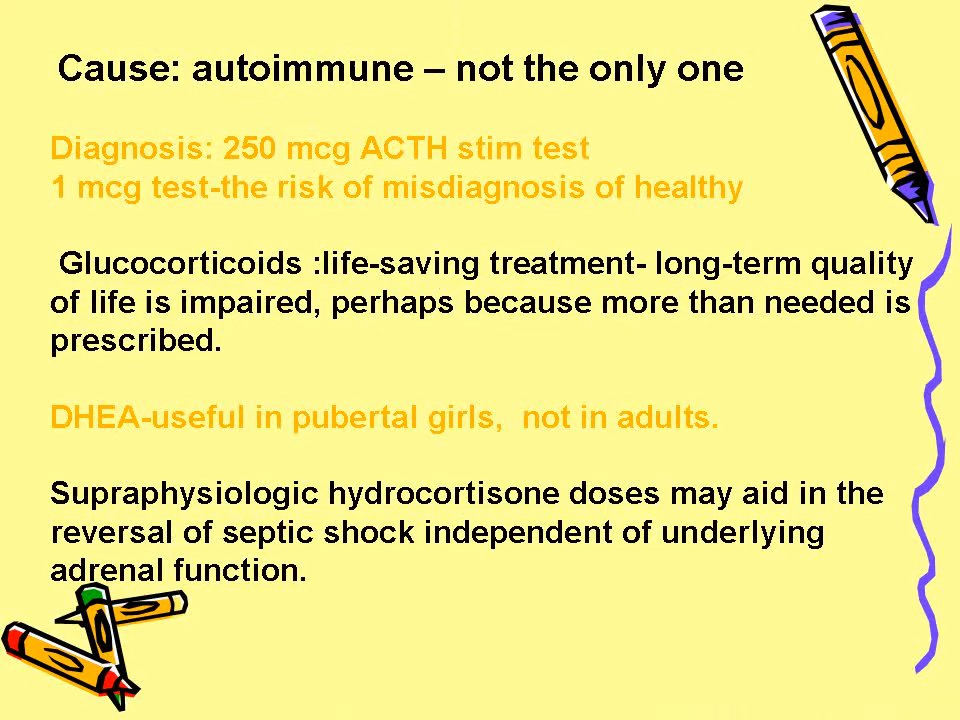 Cause: autoimmune – not the only one
Diagnosis: 250 mcg ACTH stim test
1 mcg test-the risk of misdiagnosis of healthy
Glucocorticoids :life-saving treatment- long-term quality
of life is impaired, perhaps because more than needed is
prescribed.
DHEA-useful in pubertal girls,  not in adults.
Supraphysiologic hydrocortisone doses may aid in the
reversal of septic shock independent of underlying
adrenal function.